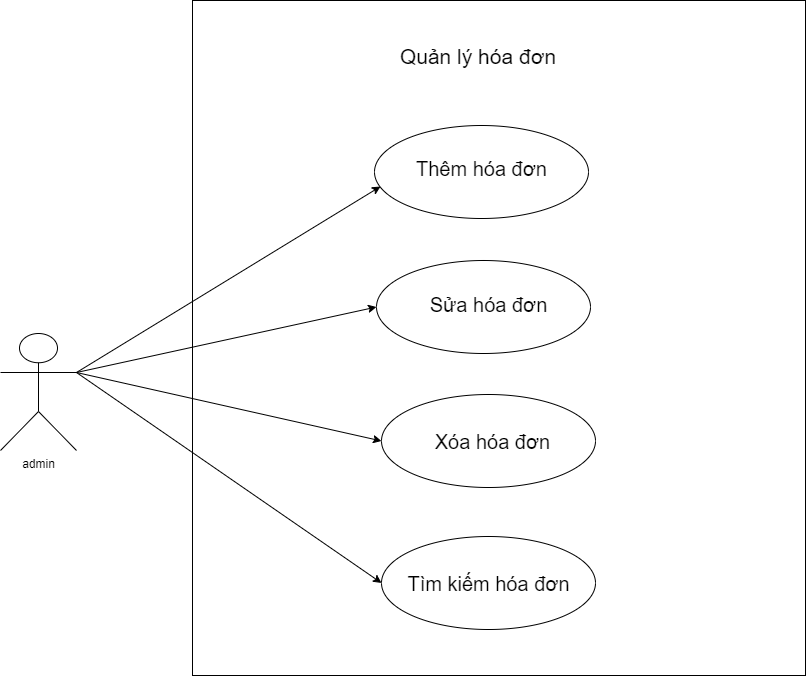 Quản lý hóa đơn
Thêm hóa đơn
Sửa hóa đơn
Xóa hóa đơn
admin
Tìm kiếm hóa đơn